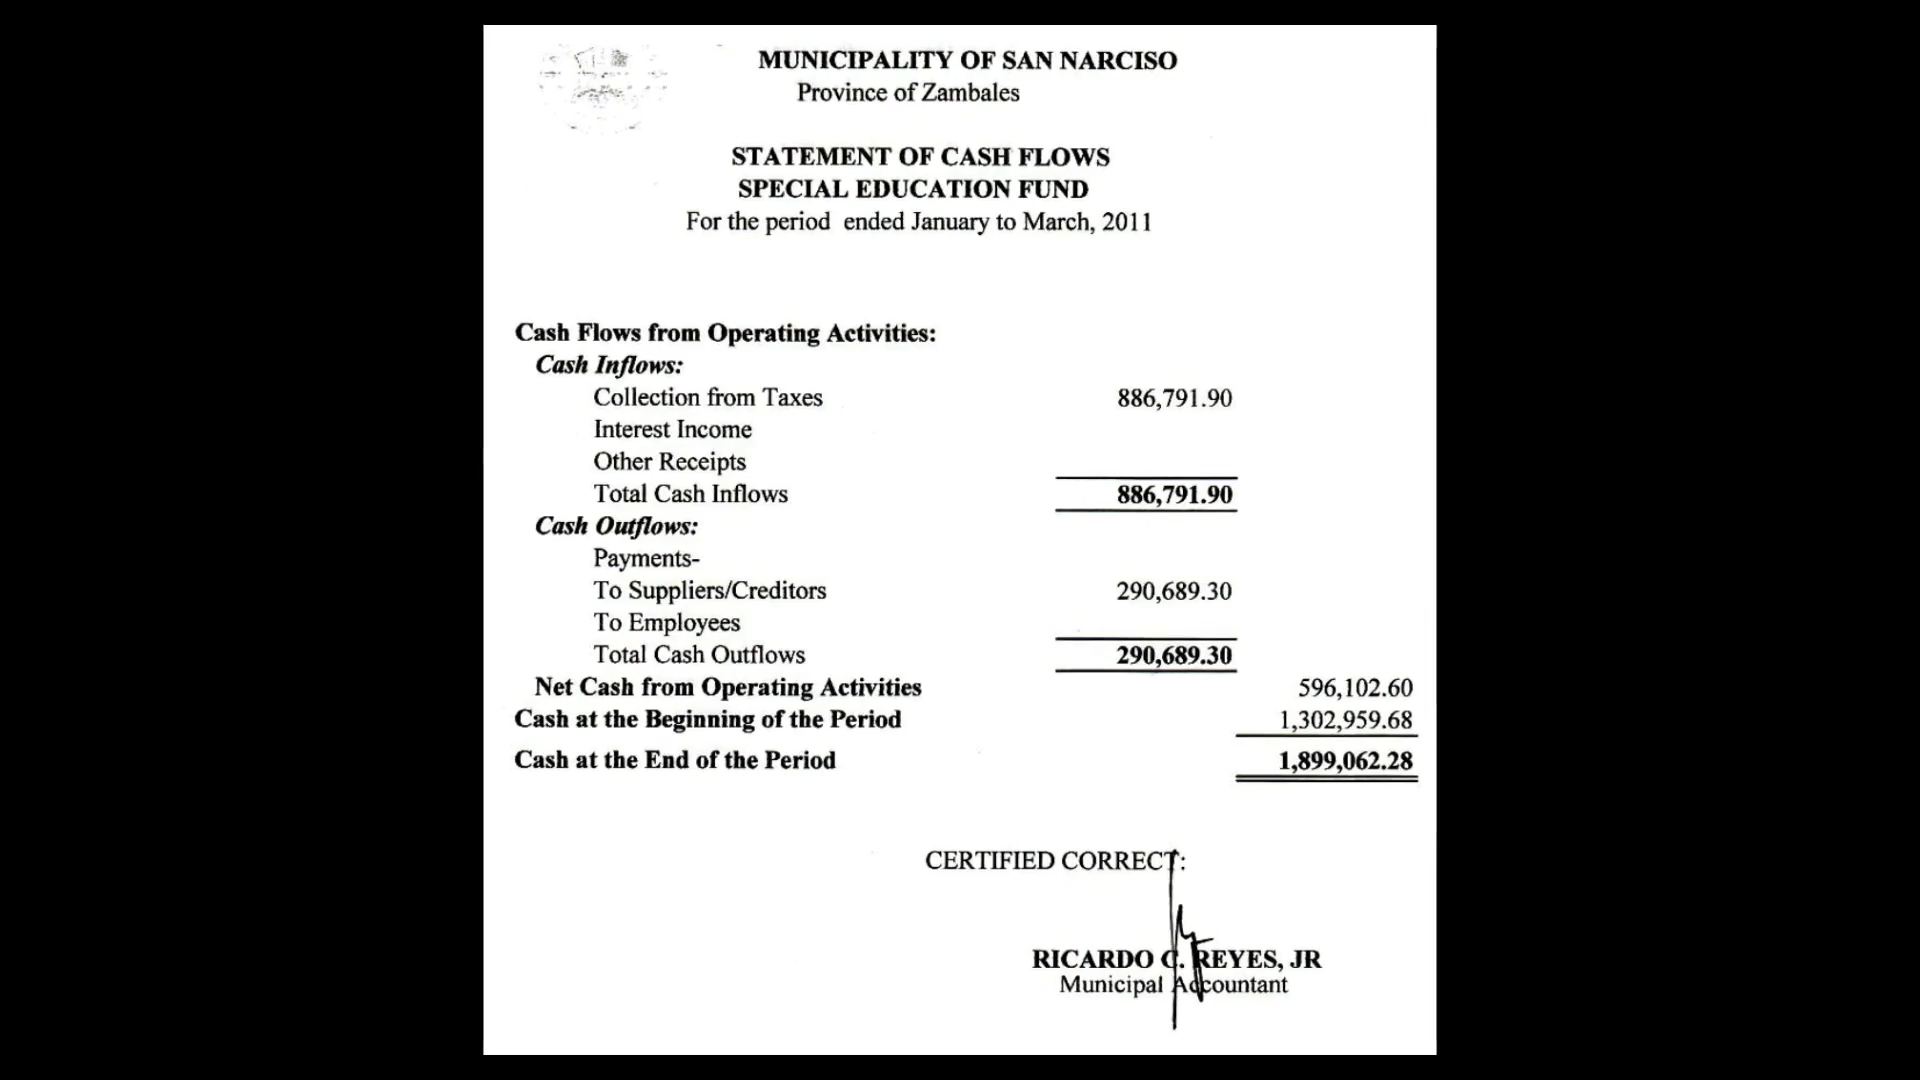 MUNICIPALITY OF SAN NARCISO
Province of Zambales
STATEMENT OF CASH FLOWS
SPECIAL EDUCATION FUND
For the period ended January to March, 2011
Cash Flows from Operating Activities:
Cash Inflows:
Collection from Taxes 886,791.90
Interest Income
Other Receipts
Total Cash Inflows 886,791.90
Cash Outflows:
Payments-
To Suppliers/Creditors 290,689.30
To Employees
Total Cash Outflows 290,689.30
Net Cash from Operating Activities 596,102.60
Cash at the Beginning of the Period 1,302,959.68
Cash at the End of the Period 1,899,062.28
CERTIFIED CORRECT:
RICARDO C. REYES, JR
Municipal Accountant